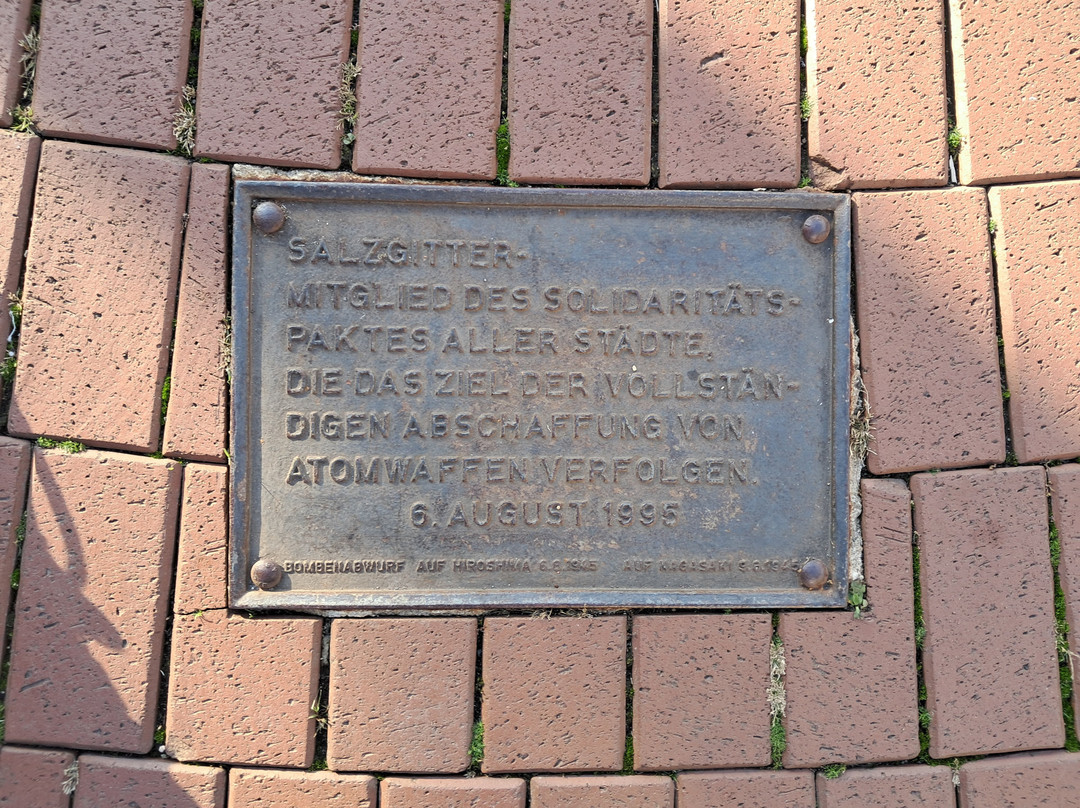 SALZGITTER-
MITGLIED DES SOLIDARITÄTS-
PAKTES ALLER STÄDTE,
DIE DAS ZIEL DER VOLLSTÄN-
DIGEN ABSCHAFFUNG VON
ATOMWAFFEN VERFOLGEN.
6. AUGUST 1995
BOMBENABWURF AUF HIROSHIMA 6.8.1945 AUF NAGASAKI 9.8.1945